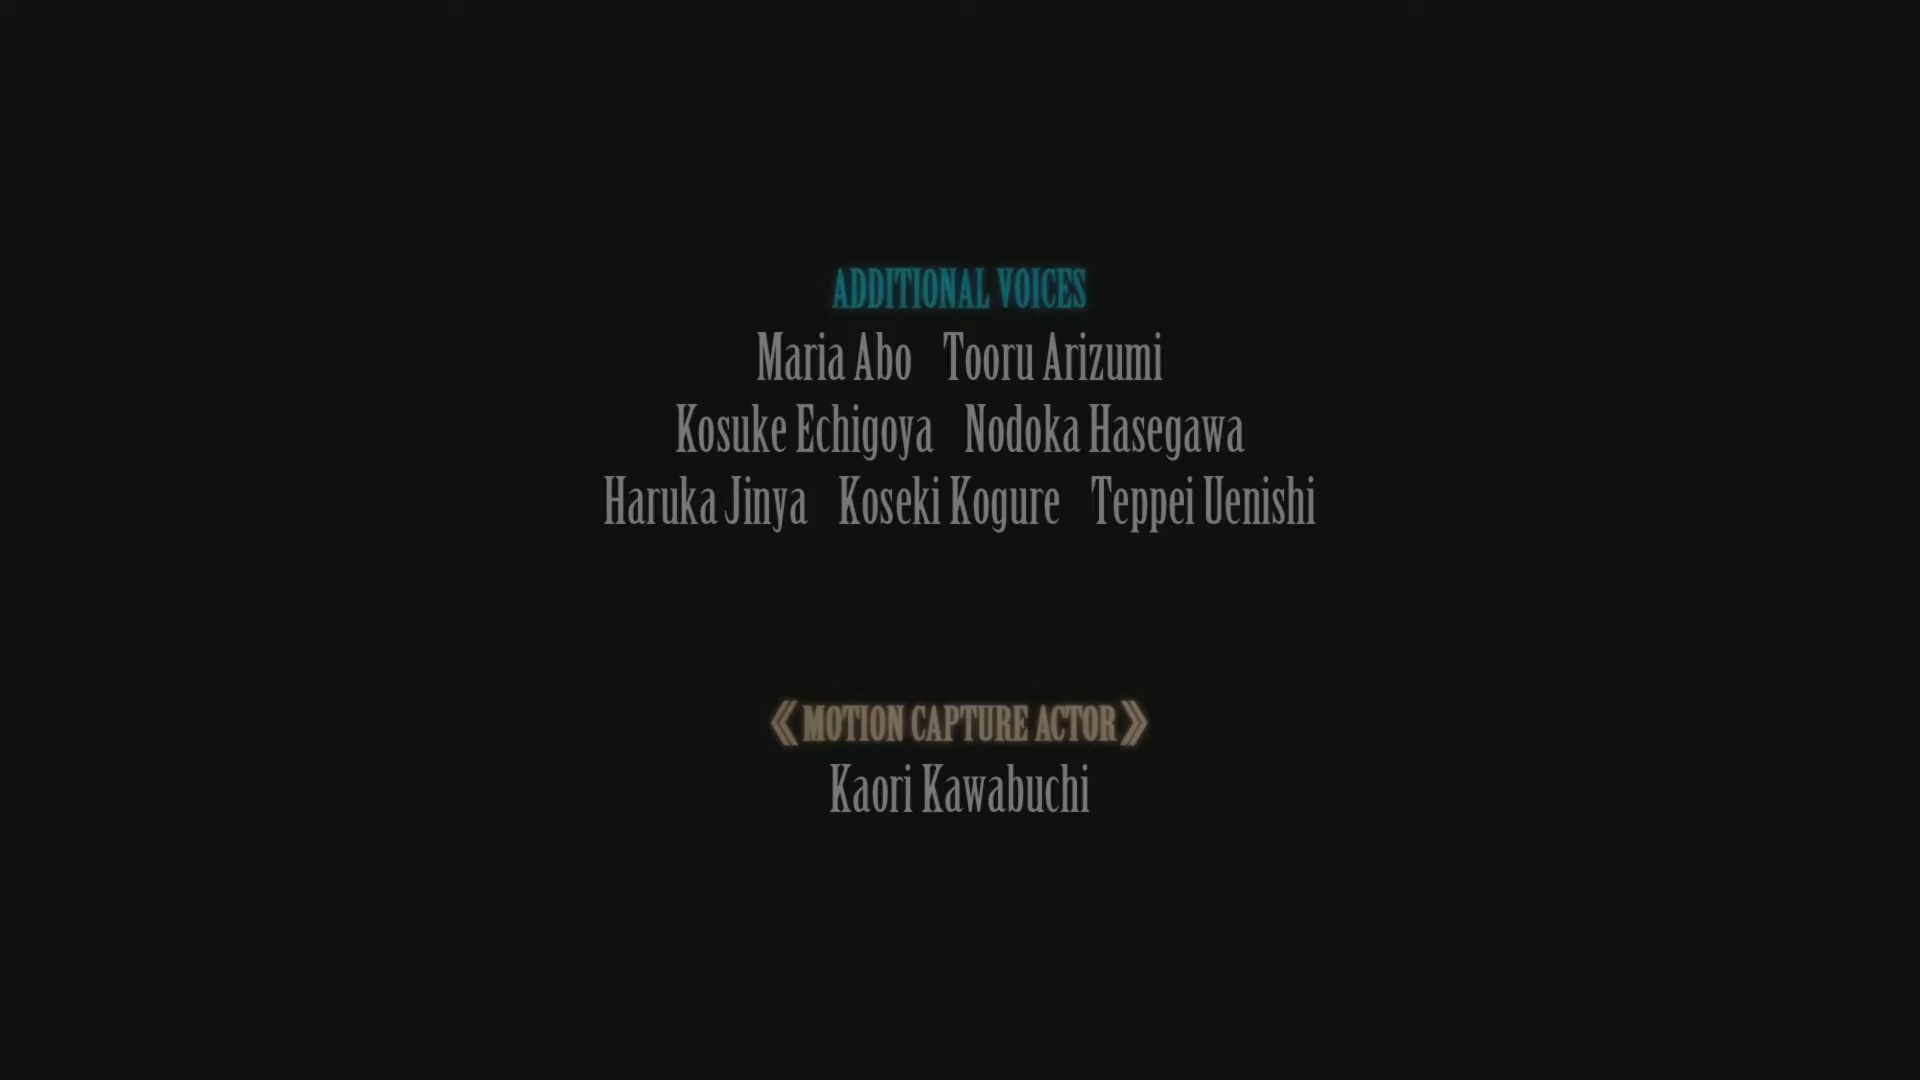 ADDITIONAL VOICES
Maria Abo Tooru Arizumi
Kosuke Echigoya Nodoka Hasegawa
Haruka Jinya Koseki Kogure Teppei Uenishi
《MOTION CAPTURE ACTOR》
Kaori Kawabuchi